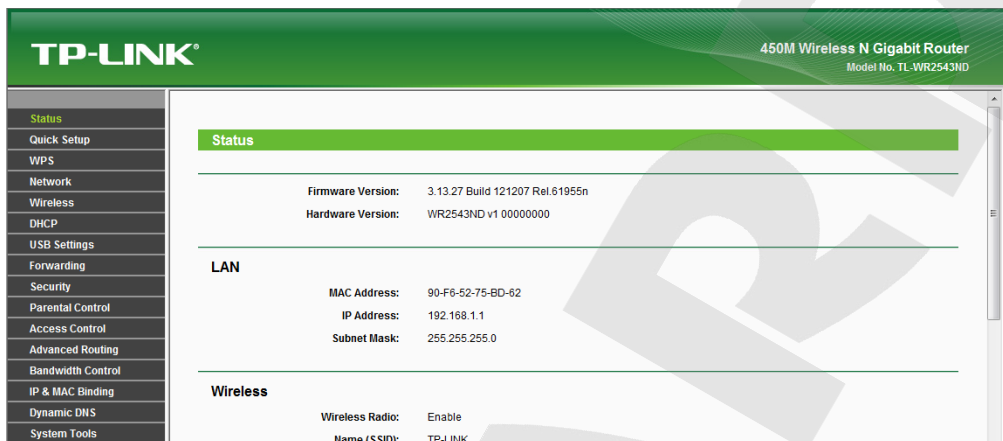 TP-LINK®
450M Wireless N Gigabit Router
Model No. TL-WR2543ND
Status
Quick Setup
WPS
Network
Wireless
DHCP
USB Settings
Forwarding
Security
Parental Control
Access Control
Advanced Routing
Bandwidth Control
IP & MAC Binding
Dynamic DNS
System Tools
Status
Firmware Version: 3.13.27 Build 121207 Rel.61955n
Hardware Version: WR2543ND v1 00000000
LAN
MAC Address: 90-F6-52-75-BD-62
IP Address: 192.168.1.1
Subnet Mask: 255.255.255.0
Wireless
Wireless Radio: Enable
Name (SSID): TP-LINK